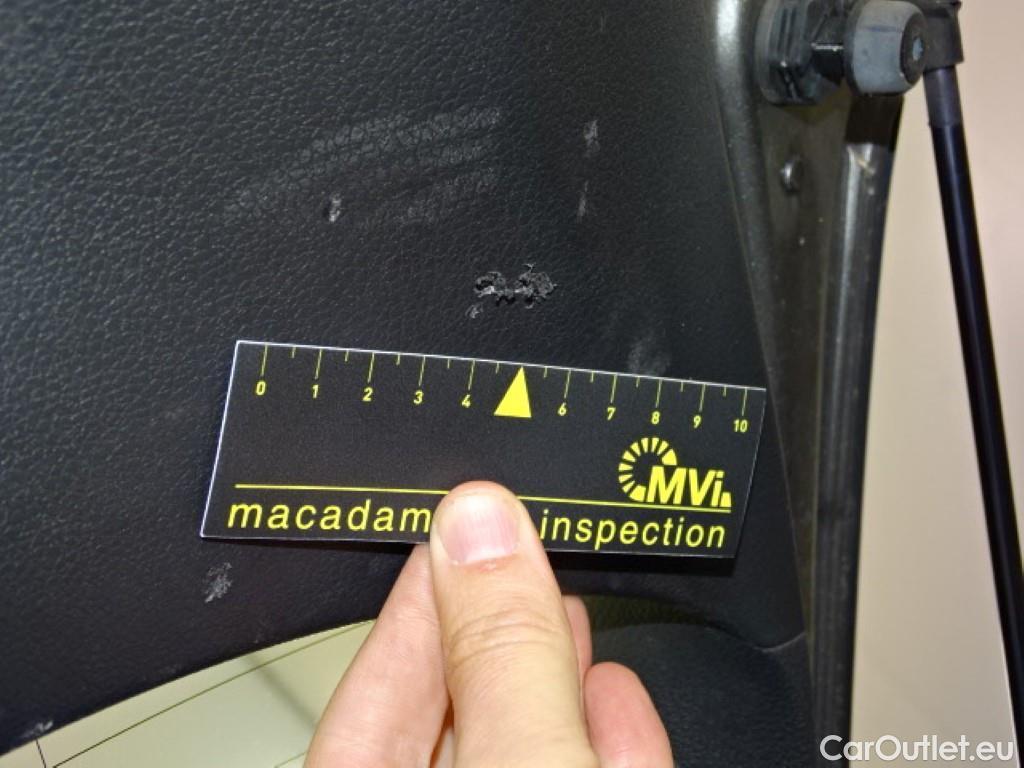 0 1 2 3 4 6 7 8 9 10
MVi
macadam inspection
CarOutlet.eu